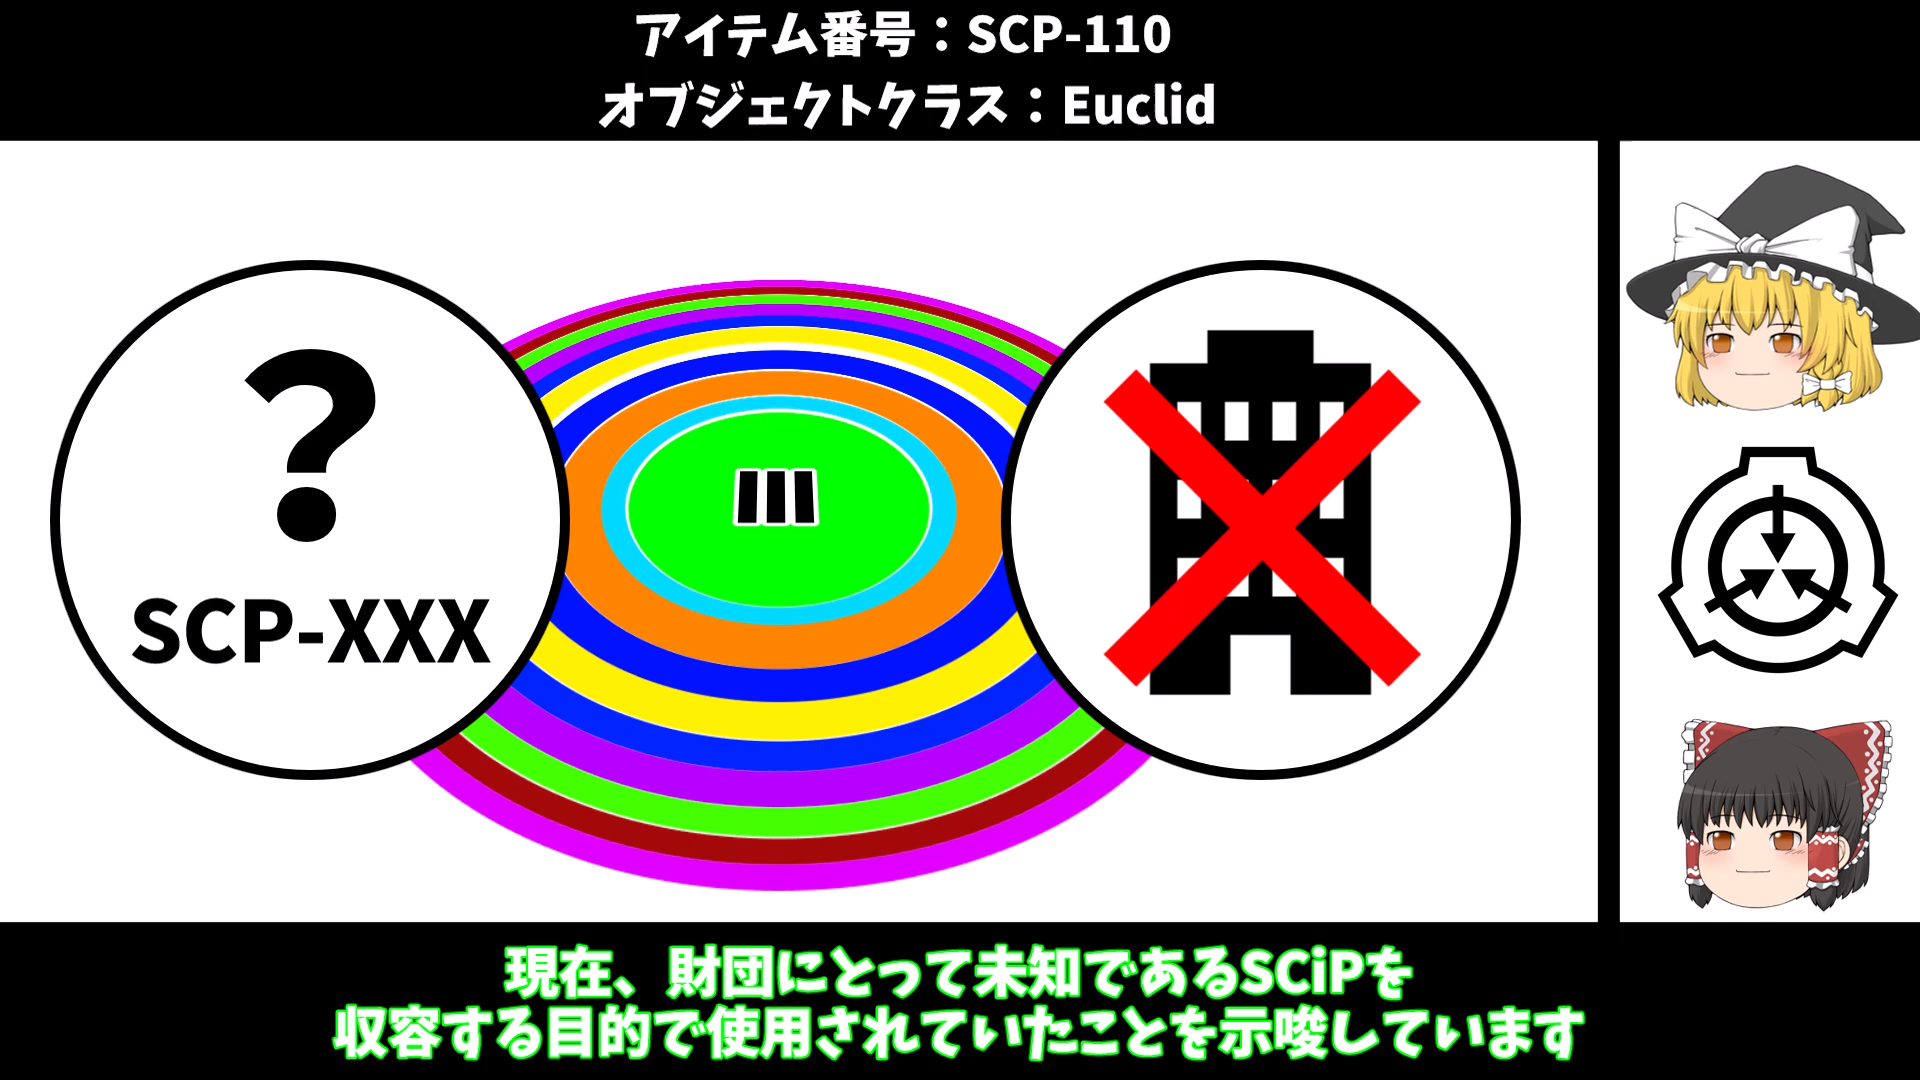 アイテム番号：SCP-110
オブジェクトクラス：Euclid
?
SCP-XXX
III
現在、財団にとって未知であるSCiPを
収容する目的で使用されていたことを示唆しています